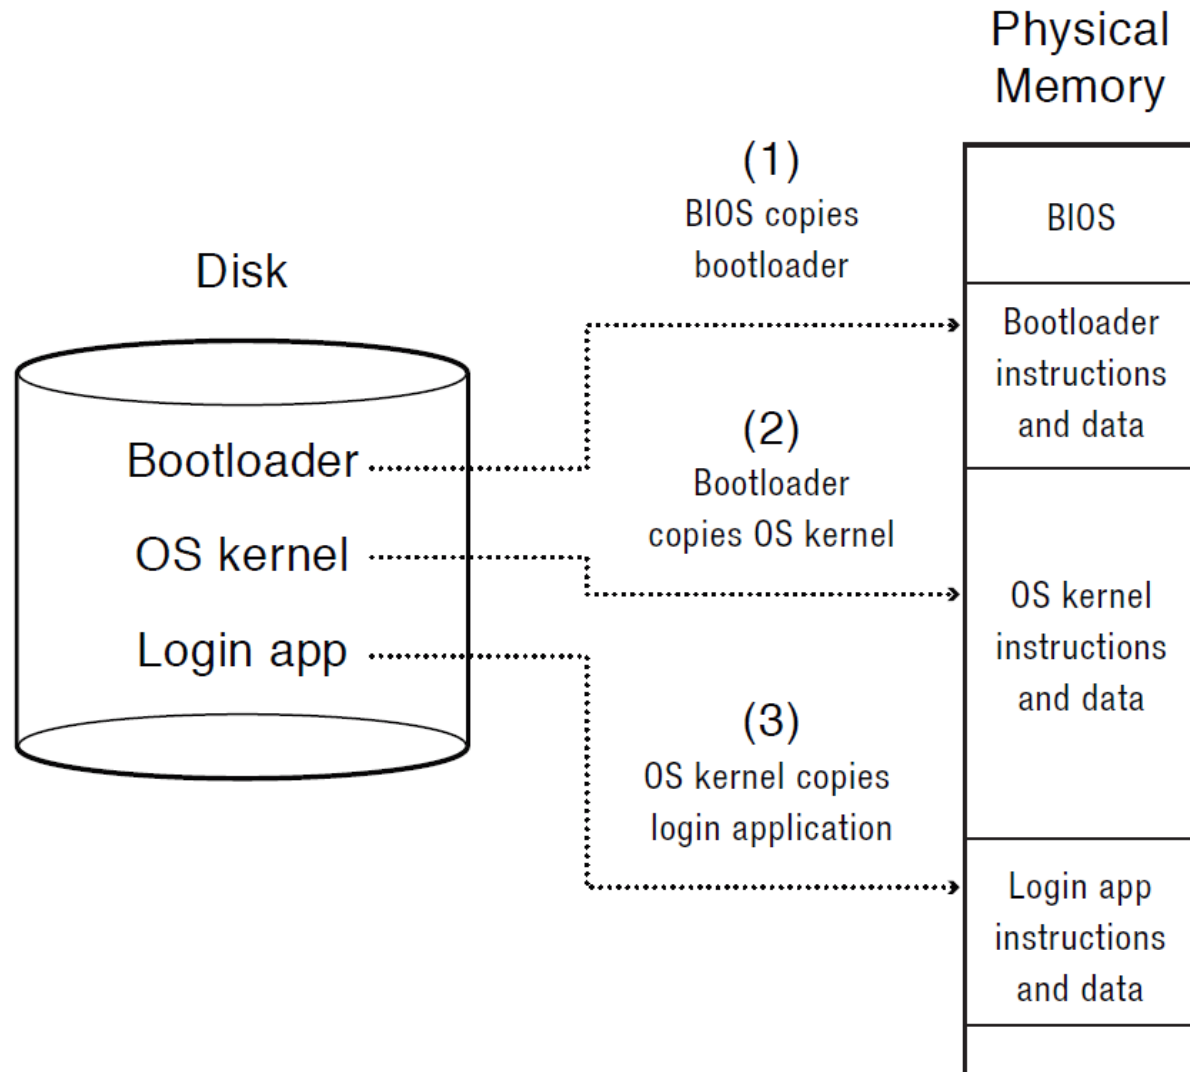 Physical
Memory
(1)
BIOS copies
bootloader
BIOS
Disk
Bootloader
instructions
and data
(2)
Bootloader
copies OS kernel
Bootloader
OS kernel
Login app
OS kernel
instructions
and data
(3)
OS kernel copies
login application
Login app
instructions
and data